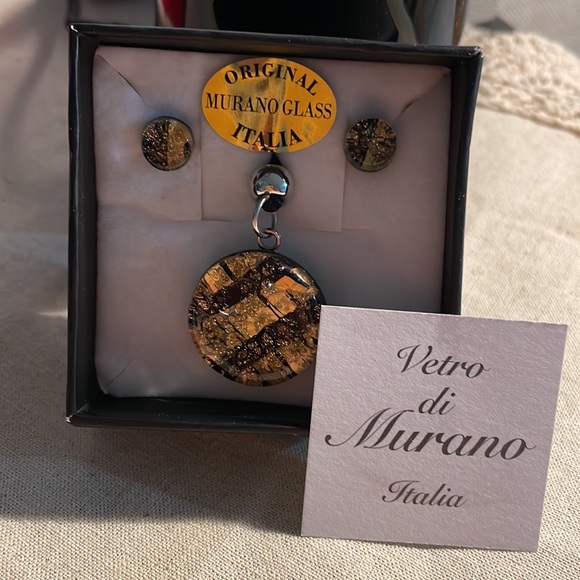 ORIGINAL
MURANO GLASS
ITALIA
Vetro
di
Murano
Italia